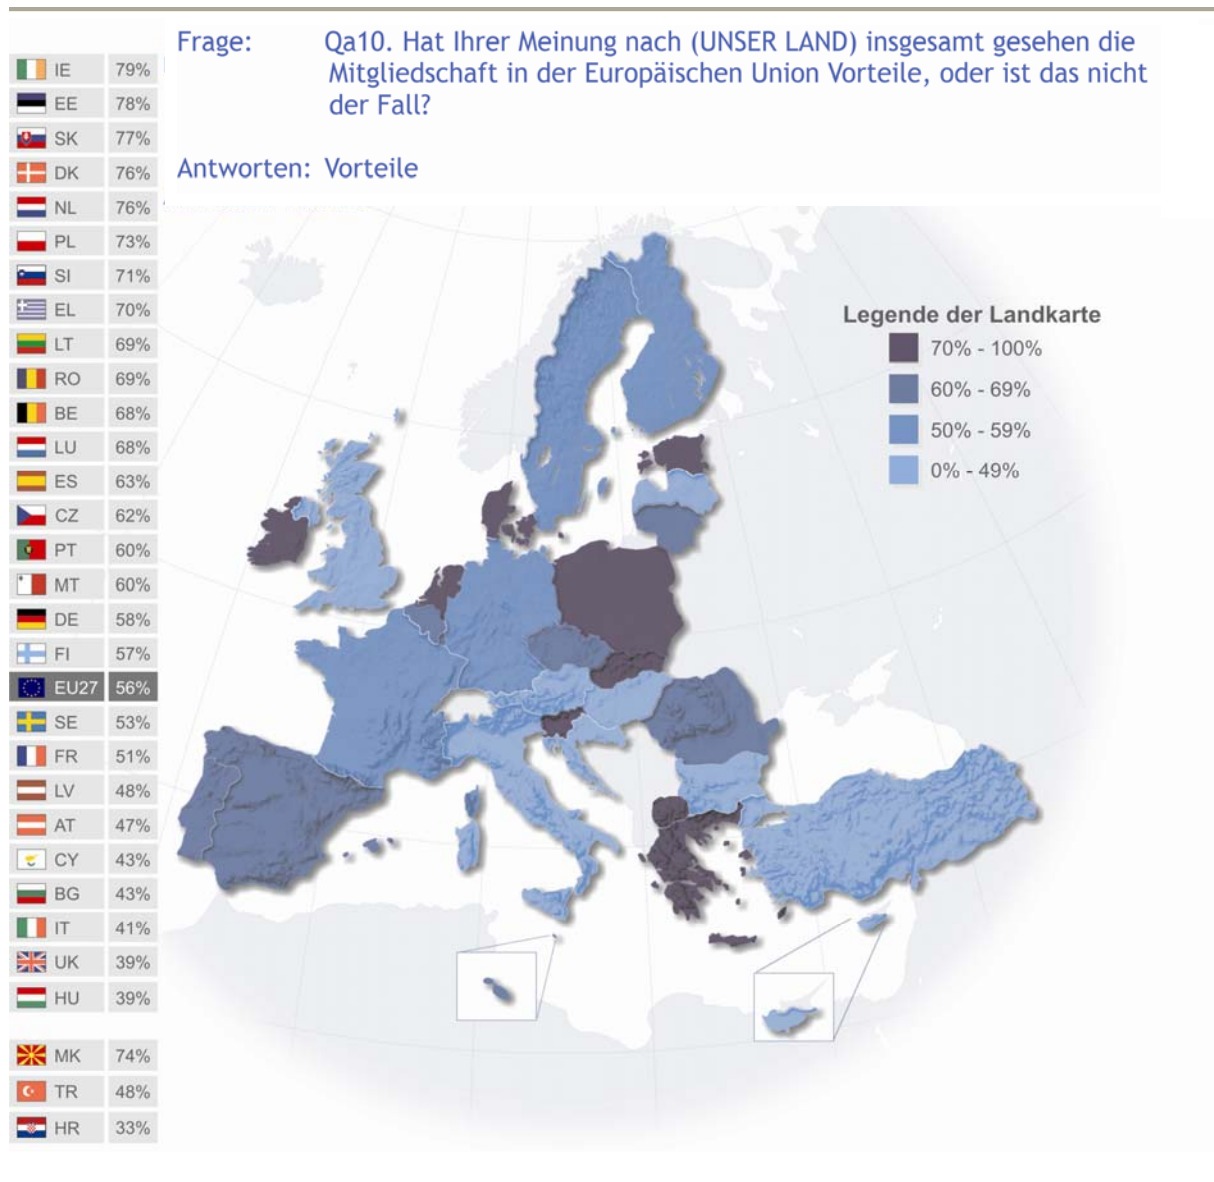 Frage: Qa10. Hat Ihrer Meinung nach (UNSER LAND) insgesamt gesehen die
Mitgliedschaft in der Europäischen Union Vorteile, oder ist das nicht
der Fall?
Antworten: Vorteile
IE 79%
EE 78%
SK 77%
DK 76%
NL 76%
PL 73%
SI 71%
EL 70%
LT 69%
RO 69%
BE 68%
LU 68%
ES 63%
CZ 62%
PT 60%
MT 60%
DE 58%
FI 57%
EU27 56%
SE 53%
FR 51%
LV 48%
AT 47%
CY 43%
BG 43%
IT 41%
UK 39%
HU 39%
MK 74%
TR 48%
HR 33%
Legende der Landkarte
70% - 100%
60% - 69%
50% - 59%
0% - 49%